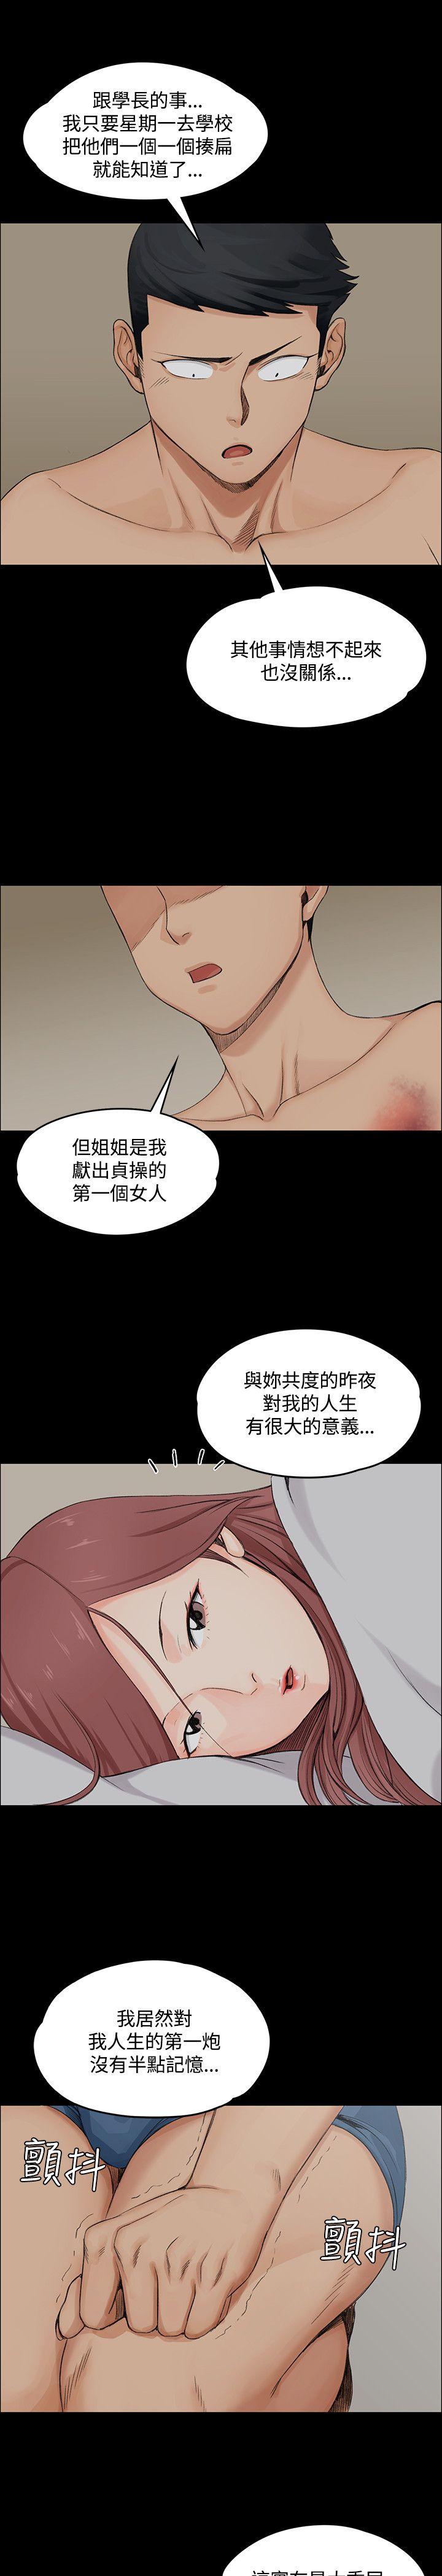 跟學長的事...
我只要星期一去學校
把他們一個一個揍扁
就能知道了...
其他事情想不起來
也沒關係...
但姐姐是我
獻出貞操的
第一個女人
與妳共度的昨夜
對我的人生
有很大的意義...
我居然對
我人生的第一炮
沒有半點記憶...
顫抖
顫抖